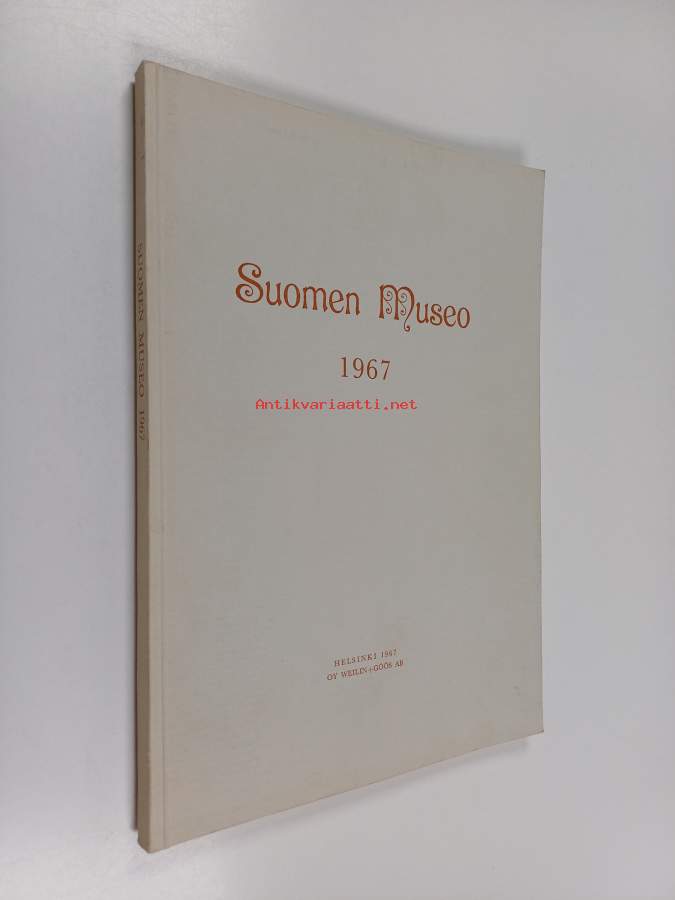 Suomen Museo
1967
Antikvariaatti.net
HELSINKI 1967
OY WEILIN+GÖÖS AB
SUOMEN MUSEO 1967